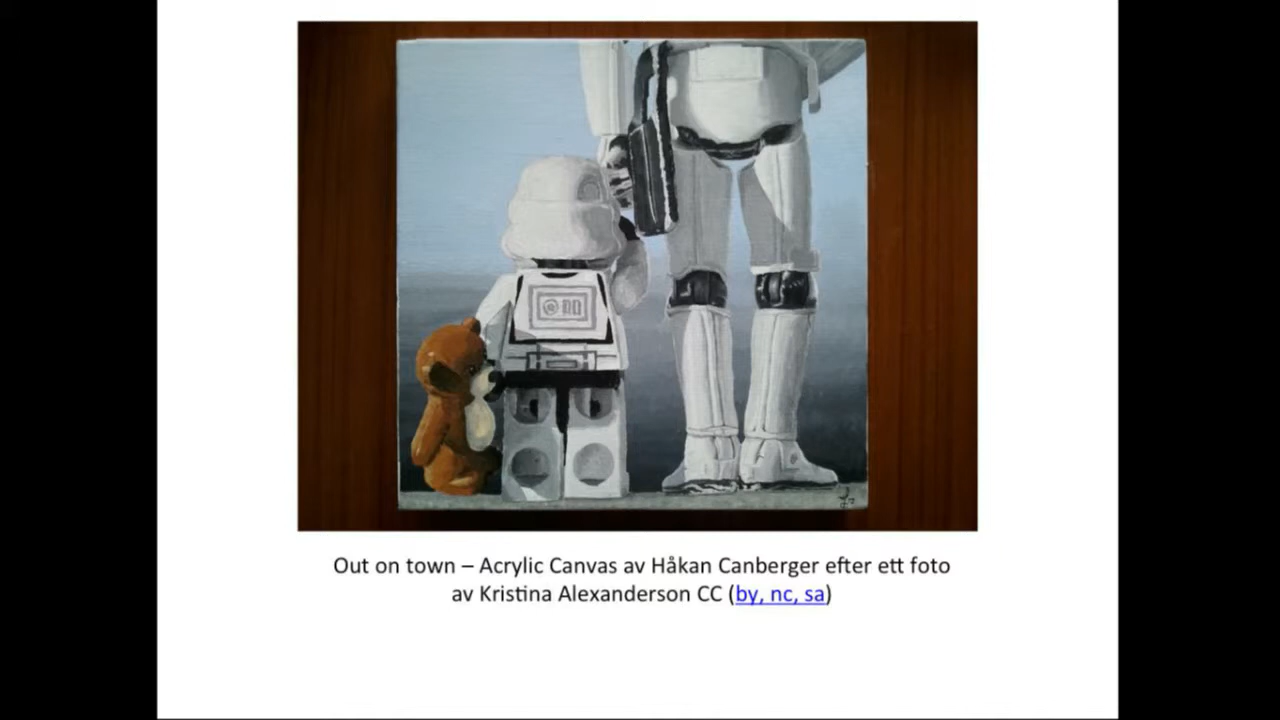 Out on town – Acrylic Canvas av Håkan Canberger efter ett foto
av Kristina Alexanderson CC (by, nc, sa)